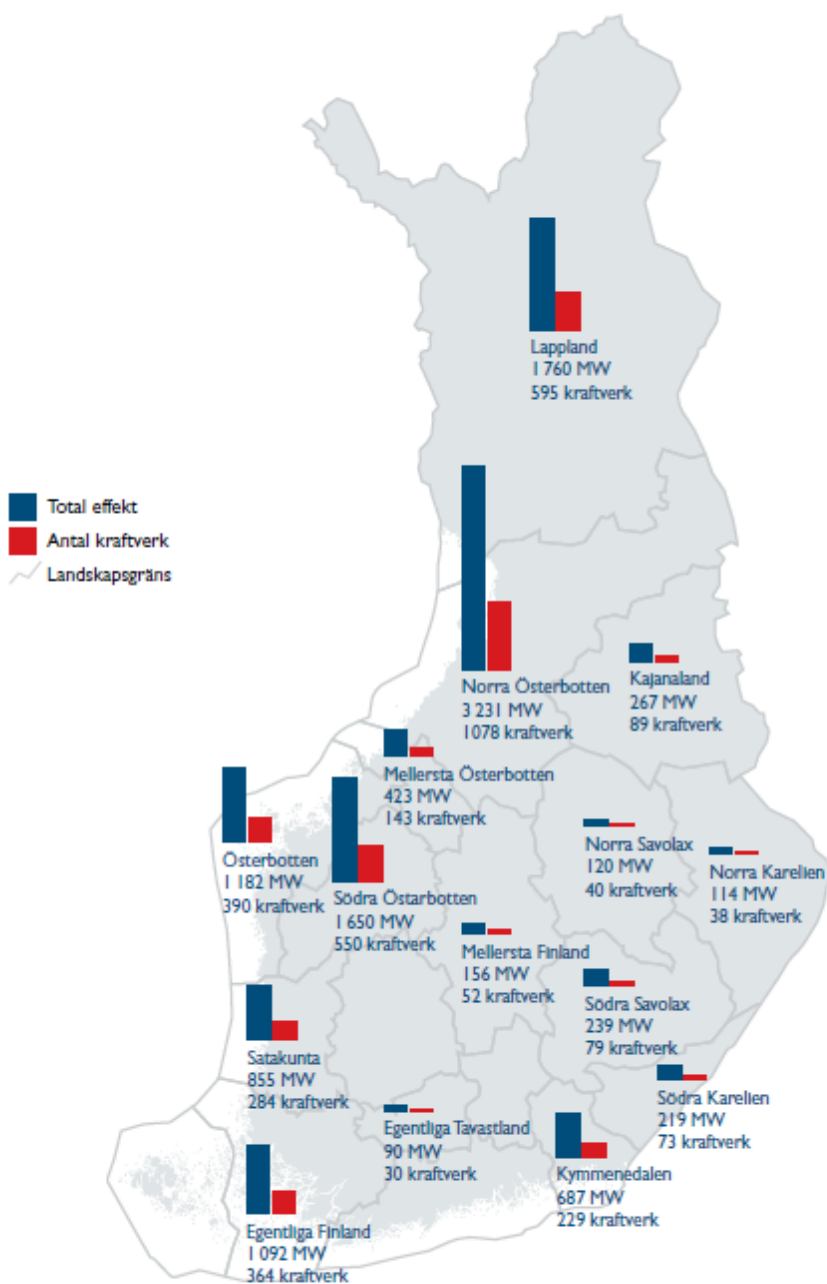 Lappland
1 760 MW
595 kraftverk
Total effekt
Antal kraftverk
Landskapsgräns
Norra Österbotten
3 231 MW
1078 kraftverk
Kajanaland
267 MW
89 kraftverk
Mellersta Österbotten
423 MW
143 kraftverk
Österbotten
1 182 MW
390 kraftverk
Södra Östarbotten
1 650 MW
550 kraftverk
Norra Savolax
120 MW
40 kraftverk
Norra Karelien
114 MW
38 kraftverk
Mellersta Finland
156 MW
52 kraftverk
Södra Savolax
239 MW
79 kraftverk
Satakunta
855 MW
284 kraftverk
Södra Karelien
219 MW
73 kraftverk
Egentliga Tavastland
90 MW
30 kraftverk
Kymmenedalen
687 MW
229 kraftverk
Egentliga Finland
1 092 MW
364 kraftverk